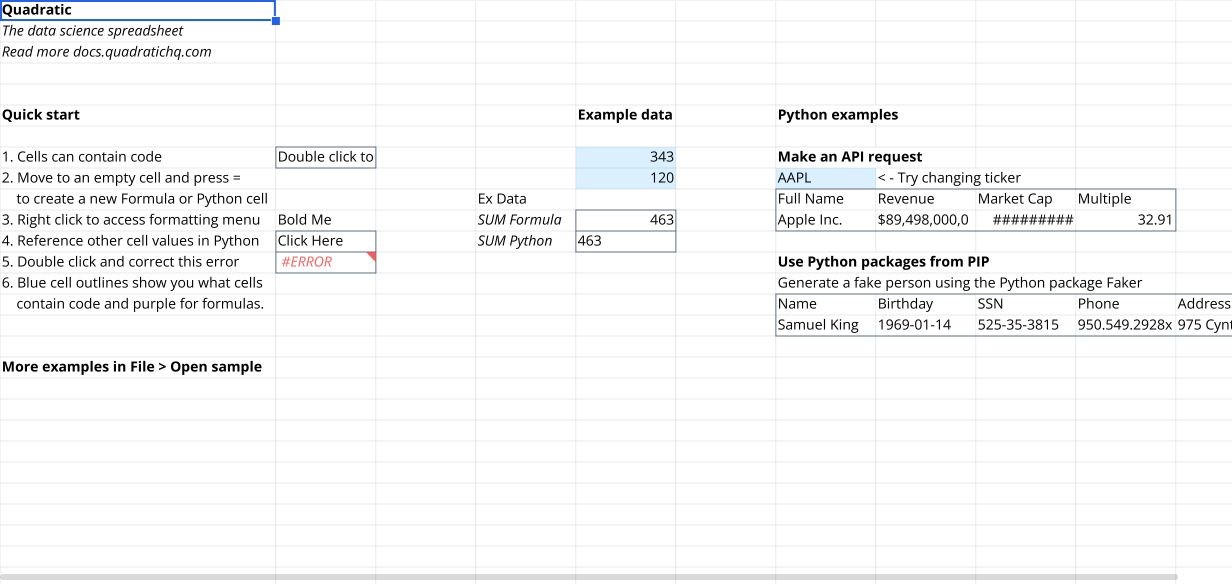 Quadratic
The data science spreadsheet
Read more docs.quadratichq.com
Quick start Example data Python examples
1. Cells can contain code Double click to 343 Make an API request
2. Move to an empty cell and press = 120 AAPL < - Try changing ticker
to create a new Formula or Python cell Ex Data Full Name Revenue Market Cap Multiple
3. Right click to access formatting menu Bold Me SUM Formula 463 Apple Inc. $89,498,000,0 ######### 32.91
4. Reference other cell values in Python Click Here SUM Python 463
5. Double click and correct this error #ERROR Use Python packages from PIP
6. Blue cell outlines show you what cells Generate a fake person using the Python package Faker
contain code and purple for formulas. Name Birthday SSN Phone Address
Samuel King 1969-01-14 525-35-3815 950.549.2928x 975 Cynt
More examples in File > Open sample